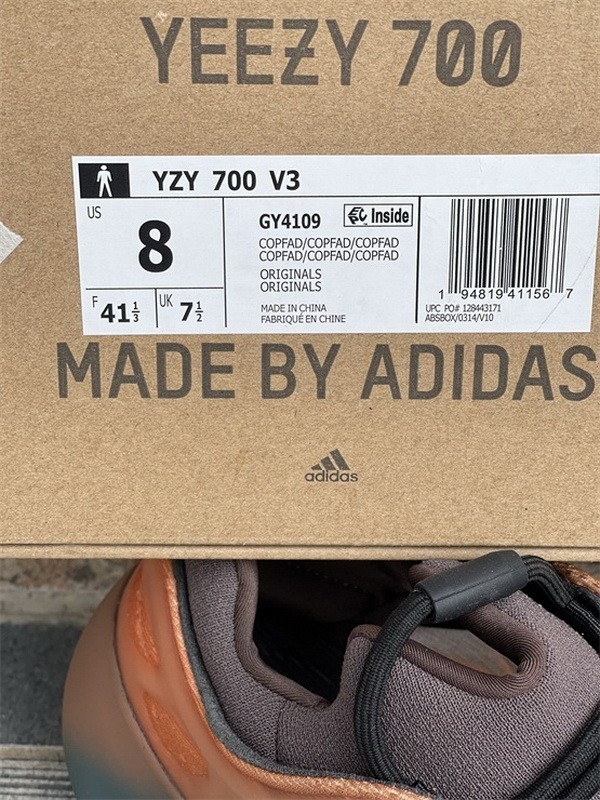 YEEZY 700
YZY 700 V3
US
8
F 41 1/3
UK 7 1/2
GY4109
Inside
COPFAD/COPFAD/COPFAD
COPFAD/COPFAD/COPFAD
ORIGINALS
ORIGINALS
MADE IN CHINA
FABRIQUÉ EN CHINE
1 94819 41156 7
UPC PO# 128443171
ABSBOX/0314/V10
MADE BY ADIDAS
adidas